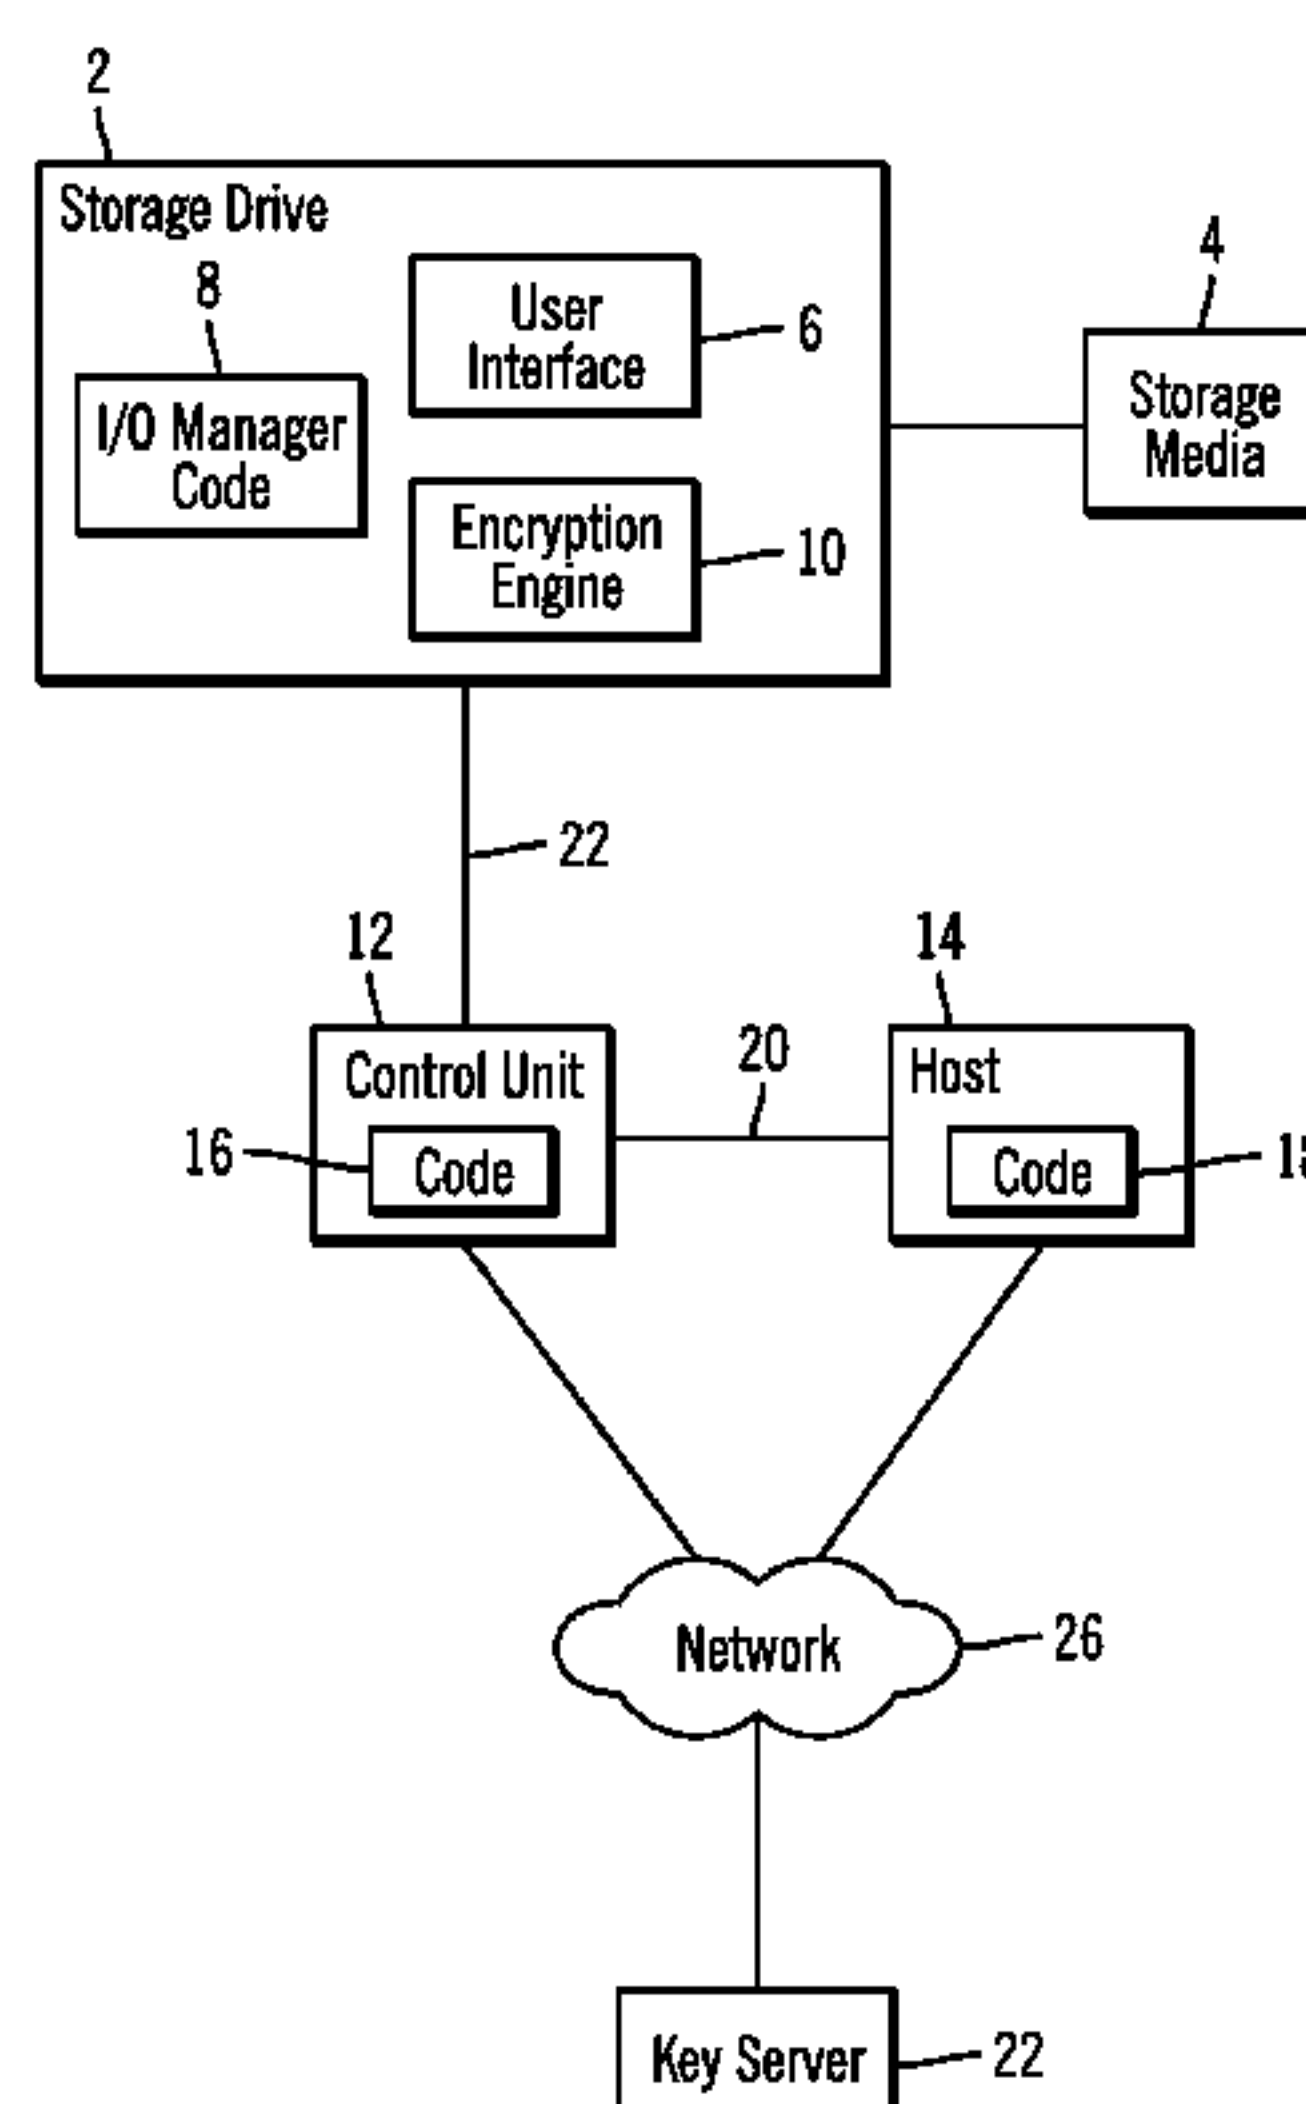 2
Storage Drive
8
User
Interface
6
4
I/O Manager
Code
Storage
Media
Encryption
Engine
10
22
12
14
20
Control Unit
Host
16
Code
Code
Network
26
Key Server
22